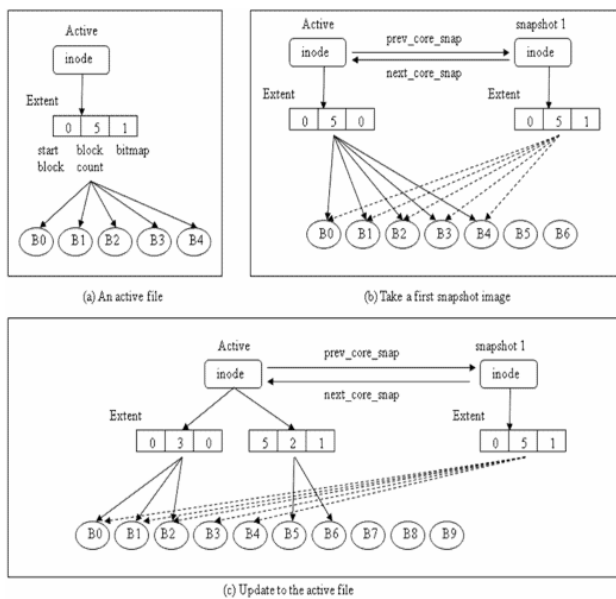 Active
inode
Extent
0 5 1
start block bitmap
block count
B0 B1 B2 B3 B4
(a) An active file
Active snapshot 1
prev_core_snap
inode inode
next_core_snap
Extent Extent
0 5 0 0 5 1
B0 B1 B2 B3 B4 B5 B6
(b) Take a first snapshot image
Active snapshot 1
prev_core_snap
inode inode
next_core_snap
Extent Extent
0 3 0 5 2 1 0 5 1
B0 B1 B2 B3 B4 B5 B6 B7 B8 B9
(c) Update to the active file